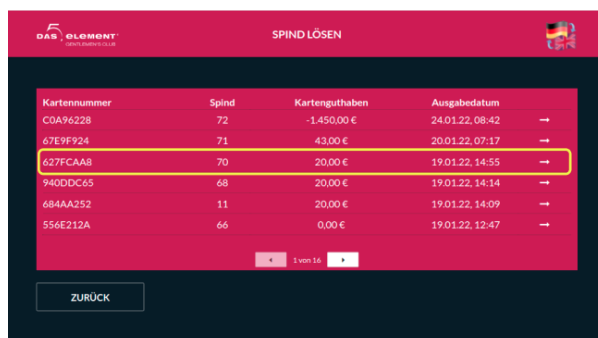 DAS ELEMENT
GENTLEMEN'S CLUB
SPIND LÖSEN
Kartennummer Spind Kartenguthaben Ausgabedatum
C0A96228 72 -1.450,00 € 24.01.22, 08:42 →
67E9F924 71 43,00 € 20.01.22, 07:17 →
627FCAA8 70 20,00 € 19.01.22, 14:55 →
940DDC65 68 20,00 € 19.01.22, 14:14 →
684AA252 11 20,00 € 19.01.22, 14:09 →
556E212A 66 0,00 € 19.01.22, 12:47 →
1 von 16
ZURÜCK